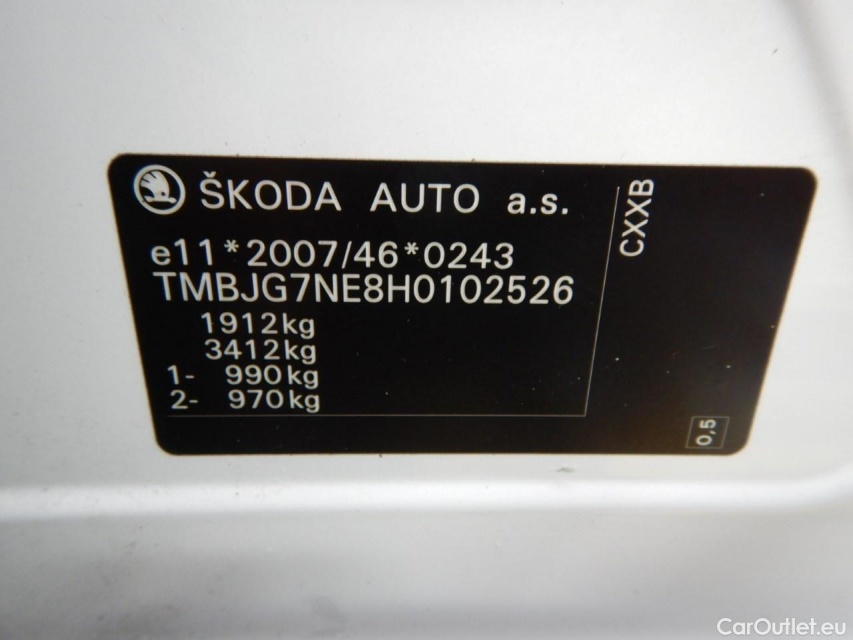 ŠKODA AUTO a.s.
e11*2007/46*0243
TMBJG7NE8H0102526
1912kg
3412kg
1- 990kg
2- 970kg
CXXB
0,5
CarOutlet.eu